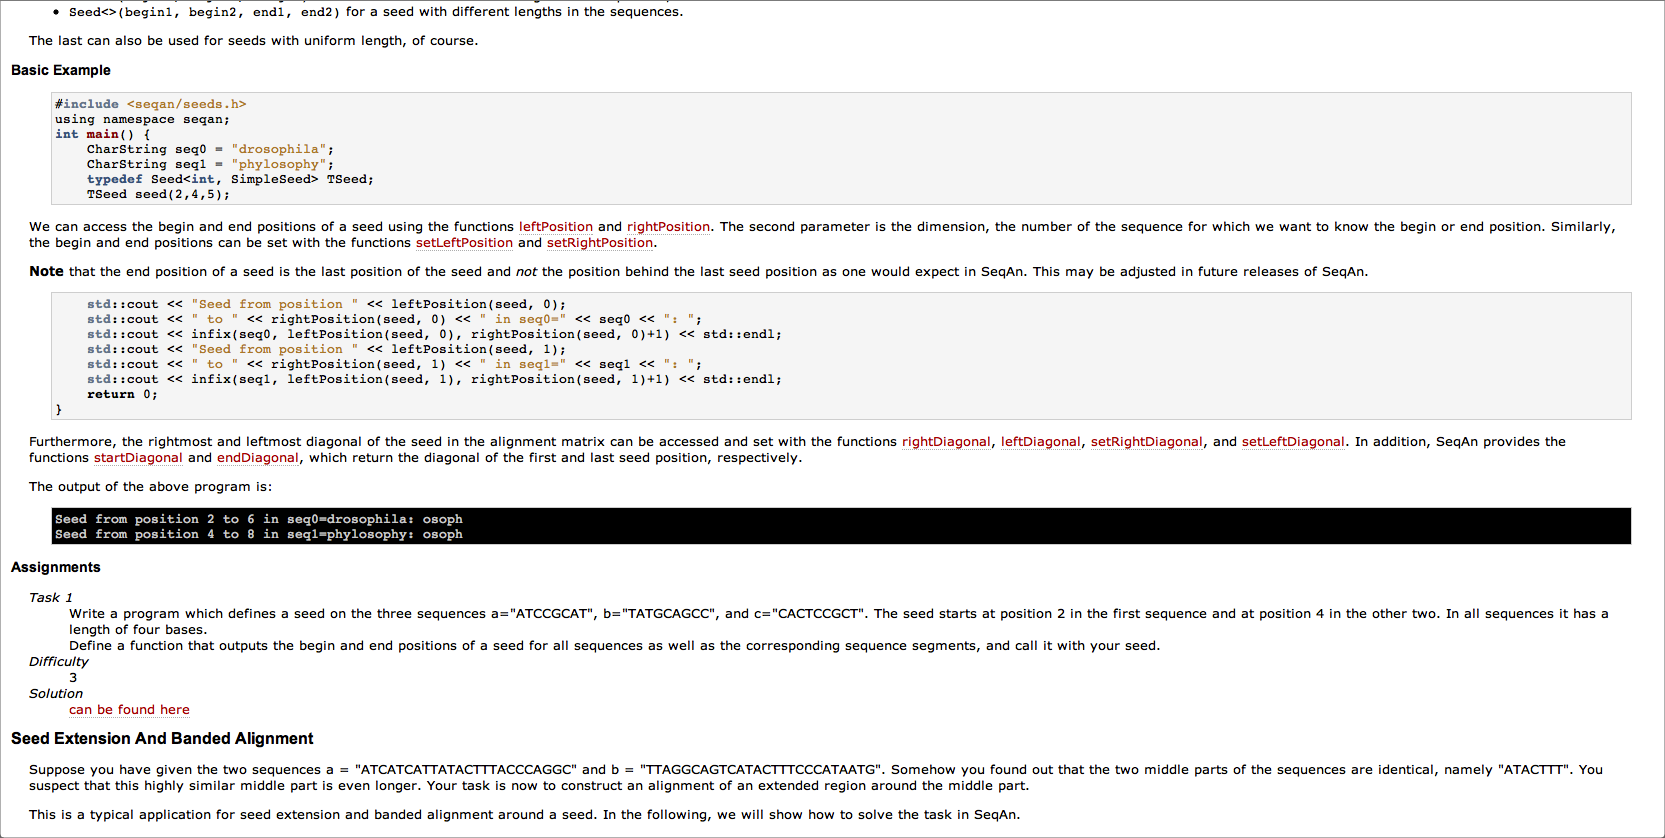 • Seed<>(begin1, begin2, end1, end2) for a seed with different lengths in the sequences.
The last can also be used for seeds with uniform length, of course.
Basic Example
#include <seqan/seeds.h>
using namespace seqan;
int main() {
    CharString seq0 = "drosophila";
    CharString seq1 = "phylosophy";
    typedef Seed<int, SimpleSeed> TSeed;
    TSeed seed(2,4,5);
We can access the begin and end positions of a seed using the functions leftPosition and rightPosition. The second parameter is the dimension, the number of the sequence for which we want to know the begin or end position. Similarly,
the begin and end positions can be set with the functions setLeftPosition and setRightPosition.
Note that the end position of a seed is the last position of the seed and not the position behind the last seed position as one would expect in SeqAn. This may be adjusted in future releases of SeqAn.
    std::cout << "Seed from position " << leftPosition(seed, 0);
    std::cout << " to " << rightPosition(seed, 0) << " in seq0=" << seq0 << ": ";
    std::cout << infix(seq0, leftPosition(seed, 0), rightPosition(seed, 0)+1) << std::endl;
    std::cout << "Seed from position " << leftPosition(seed, 1);
    std::cout << " to " << rightPosition(seed, 1) << " in seq1=" << seq1 << ": ";
    std::cout << infix(seq1, leftPosition(seed, 1), rightPosition(seed, 1)+1) << std::endl;
    return 0;
}
Furthermore, the rightmost and leftmost diagonal of the seed in the alignment matrix can be accessed and set with the functions rightDiagonal, leftDiagonal, setRightDiagonal, and setLeftDiagonal. In addition, SeqAn provides the
functions startDiagonal and endDiagonal, which return the diagonal of the first and last seed position, respectively.
The output of the above program is:
Seed from position 2 to 6 in seq0=drosophila: osoph
Seed from position 4 to 8 in seq1=phylosophy: osoph
Assignments
Task 1
Write a program which defines a seed on the three sequences a="ATCCGCAT", b="TATGCAGCC", and c="CACTCCGCT". The seed starts at position 2 in the first sequence and at position 4 in the other two. In all sequences it has a
length of four bases.
Define a function that outputs the begin and end positions of a seed for all sequences as well as the corresponding sequence segments, and call it with your seed.
Difficulty
3
Solution
can be found here
Seed Extension And Banded Alignment
Suppose you have given the two sequences a = "ATCATCATTATACTTTACCCAGGC" and b = "TTAGGCAGTCATACTTTCCCATAATG". Somehow you found out that the two middle parts of the sequences are identical, namely "ATACTTT". You
suspect that this highly similar middle part is even longer. Your task is now to construct an alignment of an extended region around the middle part.
This is a typical application for seed extension and banded alignment around a seed. In the following, we will show how to solve the task in SeqAn.